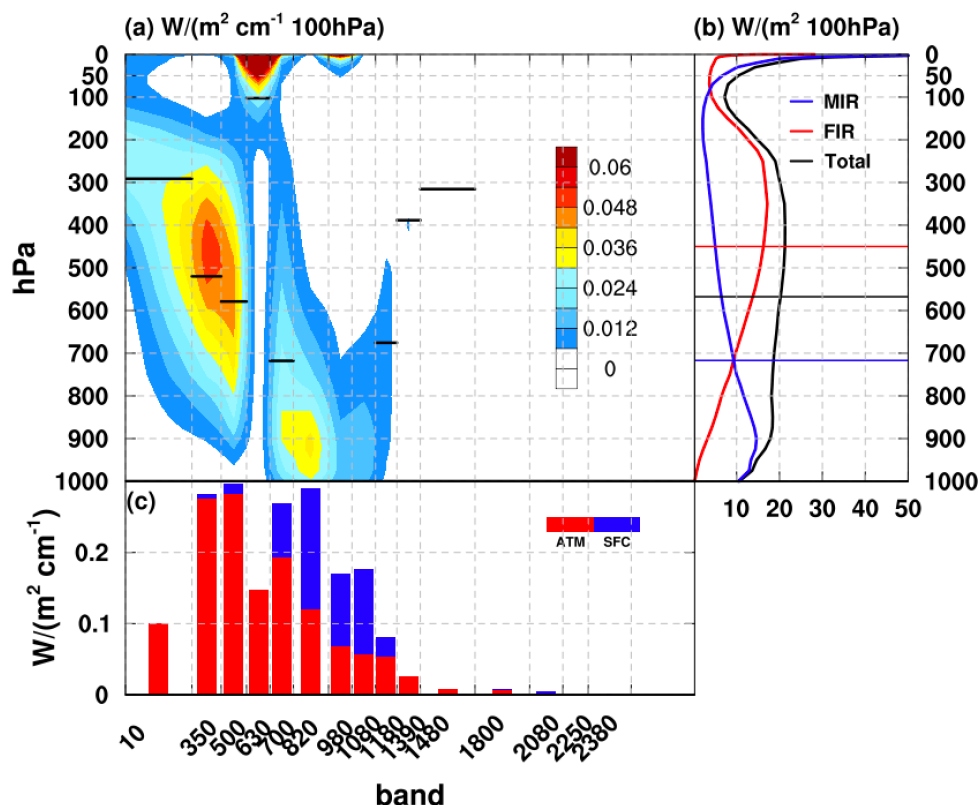 (a) W/(m² cm⁻¹ 100hPa)
(b) W/(m² 100hPa)
0
50
100
200
300
400
500
600
700
800
900
1000
hPa
0.06
0.048
0.036
0.024
0.012
0
MIR
FIR
Total
0
50
100
200
300
400
500
600
700
800
900
1000
10 20 30 40 50
(c)
ATM SFC
W/(m² cm⁻¹)
0.2
0.1
0
10 350 500 630 700 820 980 1080 1180 1390 1480 1800 2080 2250 2380
band